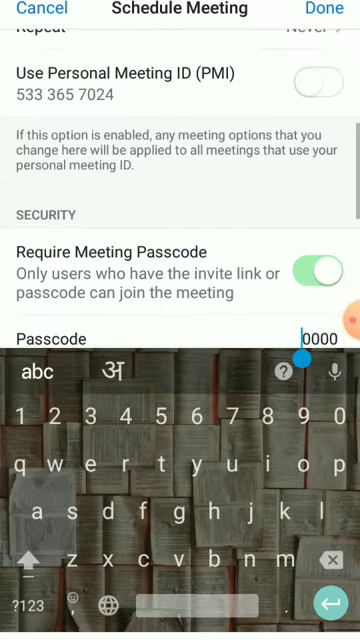 Cancel Schedule Meeting Done
Repeat Never
Use Personal Meeting ID (PMI)
533 365 7024
If this option is enabled, any meeting options that you
change here will be applied to all meetings that use your
personal meeting ID.
SECURITY
Require Meeting Passcode
Only users who have the invite link or
passcode can join the meeting
Passcode 0000
abc अ ?
1 2 3 4 5 6 7 8 9 0
q w e r t y u i o p
a s d f g h j k l
z x c v b n m
?123 , .